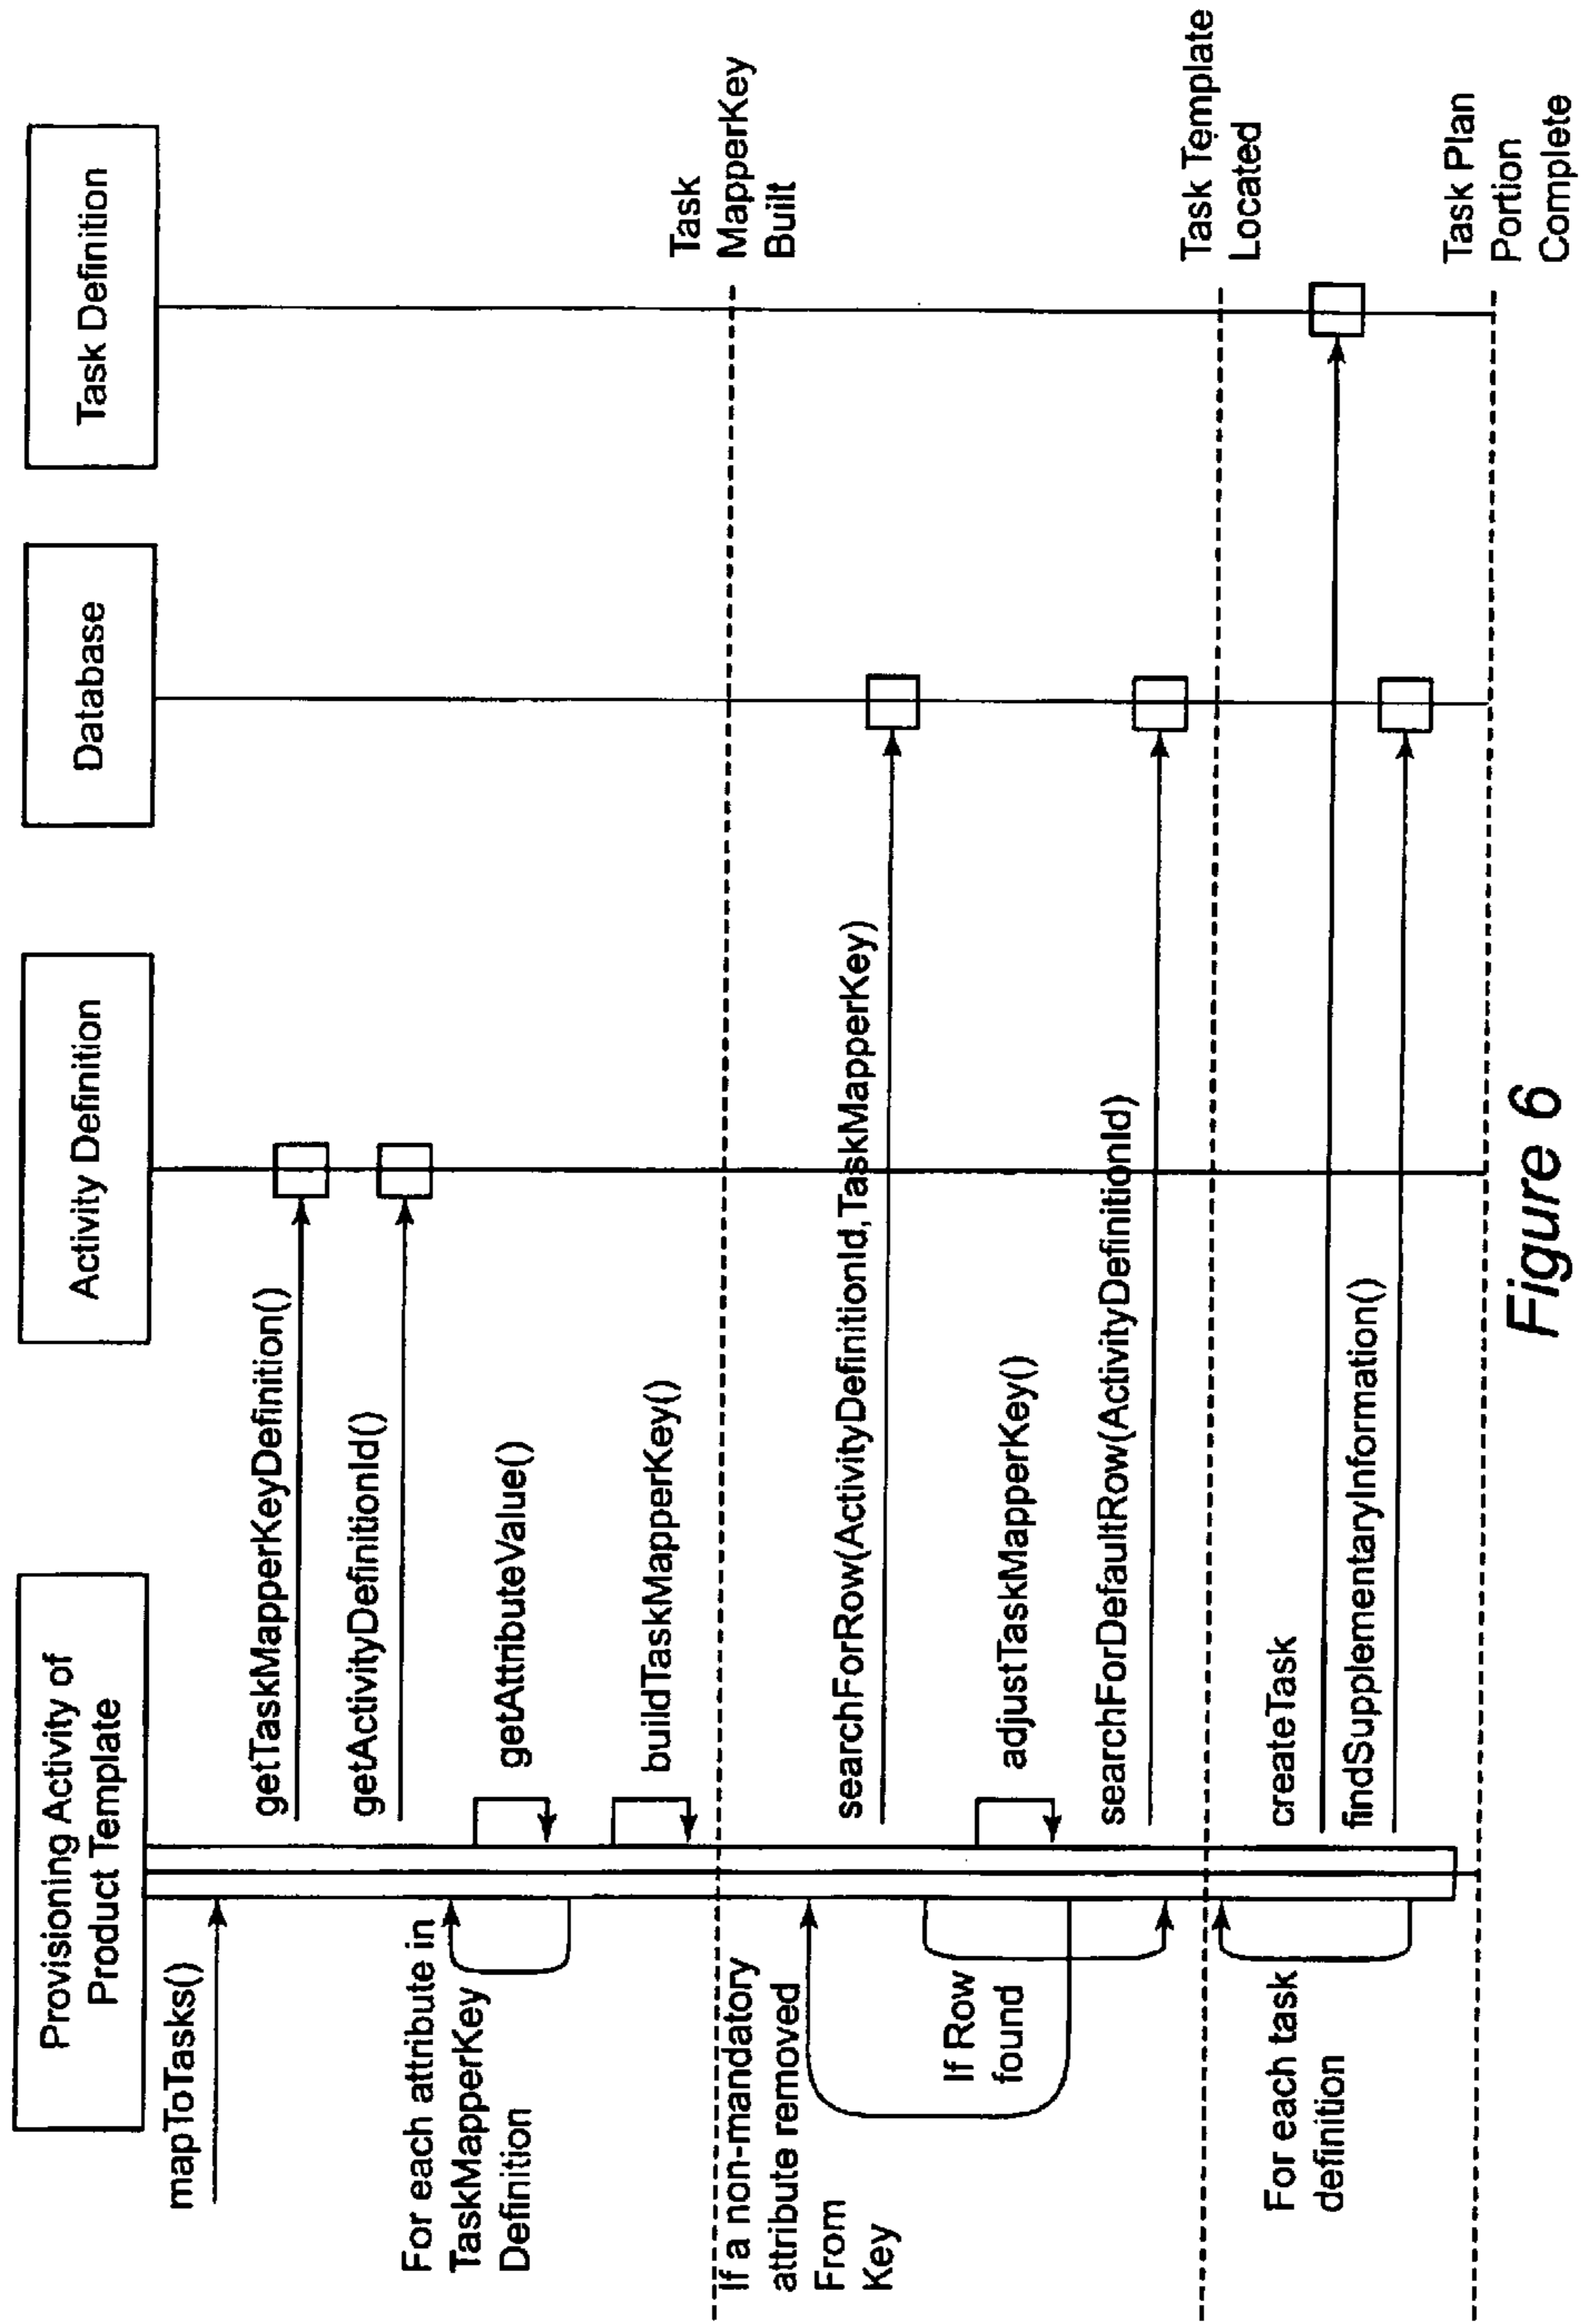 Provisioning Activity of
Product Template
Activity Definition
Database
Task Definition
mapToTasks()
getTaskMapperKeyDefinition()
getActivityDefinitionId()
For each attribute in
TaskMapperKey
Definition
getAttributeValue()
buildTaskMapperKey()
Task
MapperKey
Built
If a non-mandatory
attribute removed
From
Key
searchForRow(ActivityDefinitionId,TaskMapperKey)
If Row
found
adjustTaskMapperKey()
searchForDefaultRow(ActivityDefinitionId)
Task Template
Located
For each task
definition
createTask
findSupplementaryInformation()
Task Plan
Portion
Complete
Figure 6